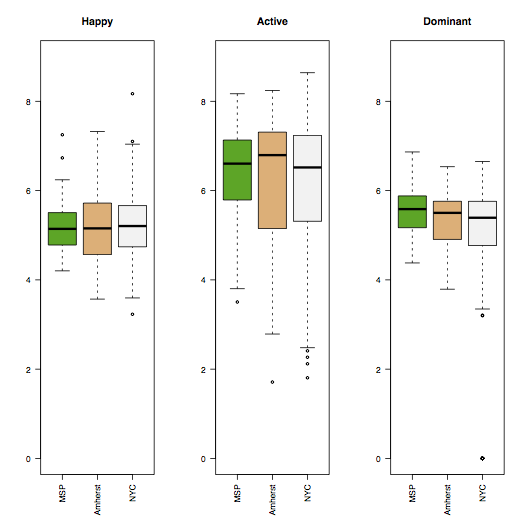 Happy
Active
Dominant
8
6
4
2
0
MSP
Amherst
NYC
8
6
4
2
0
MSP
Amherst
NYC
8
6
4
2
0
MSP
Amherst
NYC